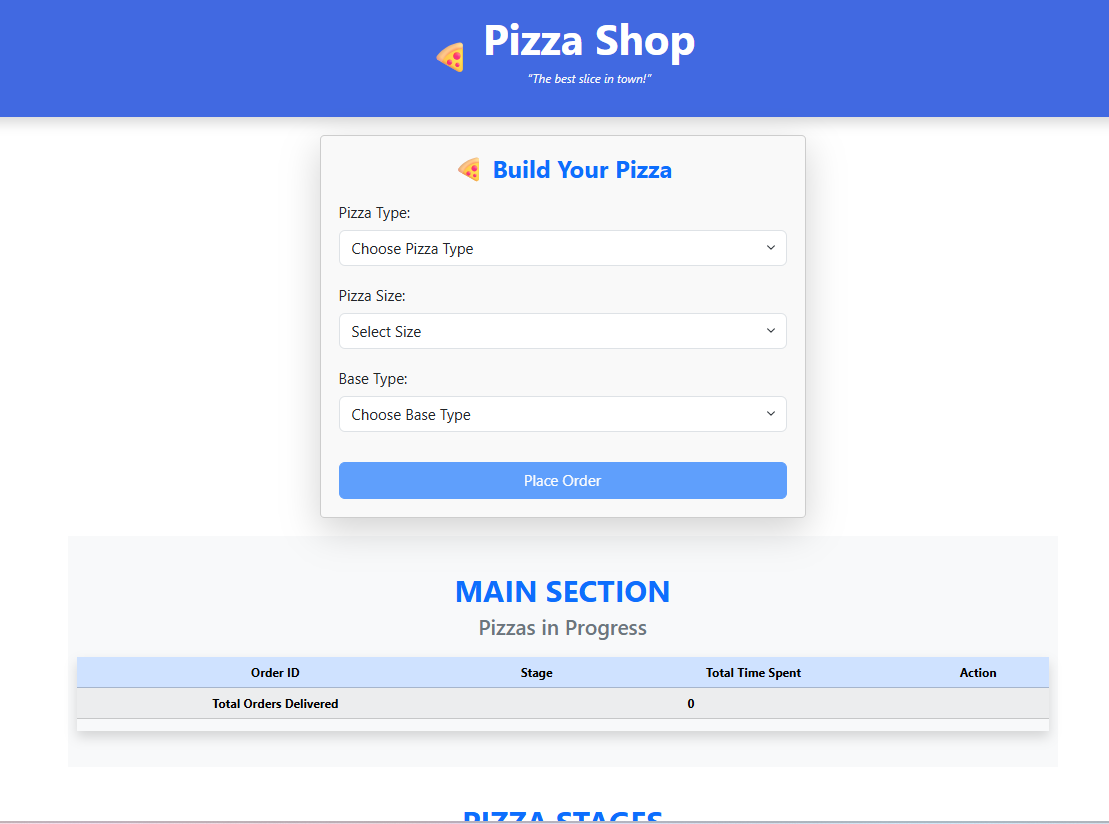 Pizza Shop
“The best slice in town!”
Build Your Pizza
Pizza Type:
Choose Pizza Type
Pizza Size:
Select Size
Base Type:
Choose Base Type
Place Order
MAIN SECTION
Pizzas in Progress
Order ID Stage Total Time Spent Action
Total Orders Delivered 0
PIZZA STAGES